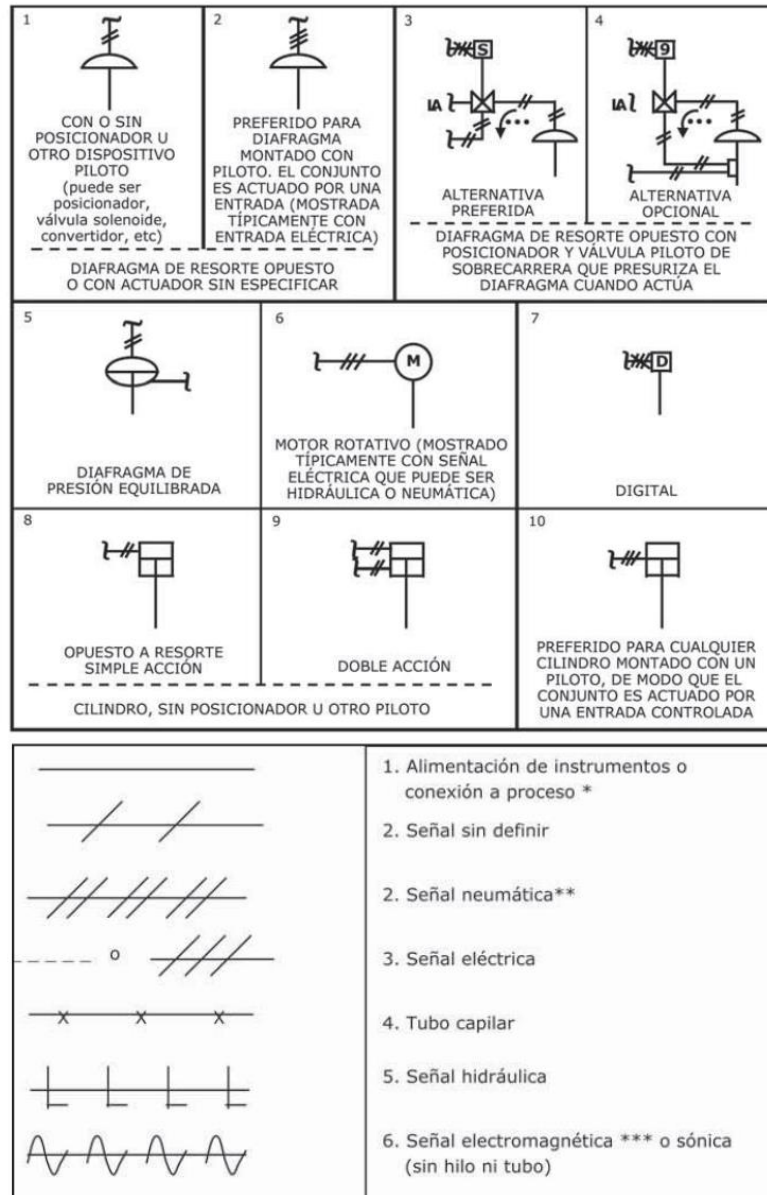 1
CON O SIN
POSICIONADOR U
OTRO DISPOSITIVO
PILOTO
(puede ser
posicionador,
válvula solenoide,
convertidor, etc)
2
PREFERIDO PARA
DIAFRAGMA
MONTADO CON
PILOTO. EL CONJUNTO
ES ACTUADO POR UNA
ENTRADA (MOSTRADA
TÍPICAMENTE CON
ENTRADA ELÉCTRICA)
DIAFRAGMA DE RESORTE OPUESTO
O CON ACTUADOR SIN ESPECIFICAR
3
S
IA
ALTERNATIVA
PREFERIDA
4
9
IA
ALTERNATIVA
OPCIONAL
DIAFRAGMA DE RESORTE OPUESTO CON
POSICIONADOR Y VÁLVULA PILOTO DE
SOBRECARRERA QUE PRESURIZA EL
DIAFRAGMA CUANDO ACTÚA
5
DIAFRAGMA DE
PRESIÓN EQUILIBRADA
6
M
MOTOR ROTATIVO (MOSTRADO
TÍPICAMENTE CON SEÑAL
ELÉCTRICA QUE PUEDE SER
HIDRÁULICA O NEUMÁTICA)
7
D
DIGITAL
8
OPUESTO A RESORTE
SIMPLE ACCIÓN
9
DOBLE ACCIÓN
CILINDRO, SIN POSICIONADOR U OTRO PILOTO
10
PREFERIDO PARA CUALQUIER
CILINDRO MONTADO CON UN
PILOTO, DE MODO QUE EL
CONJUNTO ES ACTUADO POR
UNA ENTRADA CONTROLADA
1. Alimentación de instrumentos o
conexión a proceso *
2. Señal sin definir
2. Señal neumática**
o
3. Señal eléctrica
4. Tubo capilar
5. Señal hidráulica
6. Señal electromagnética *** o sónica
(sin hilo ni tubo)